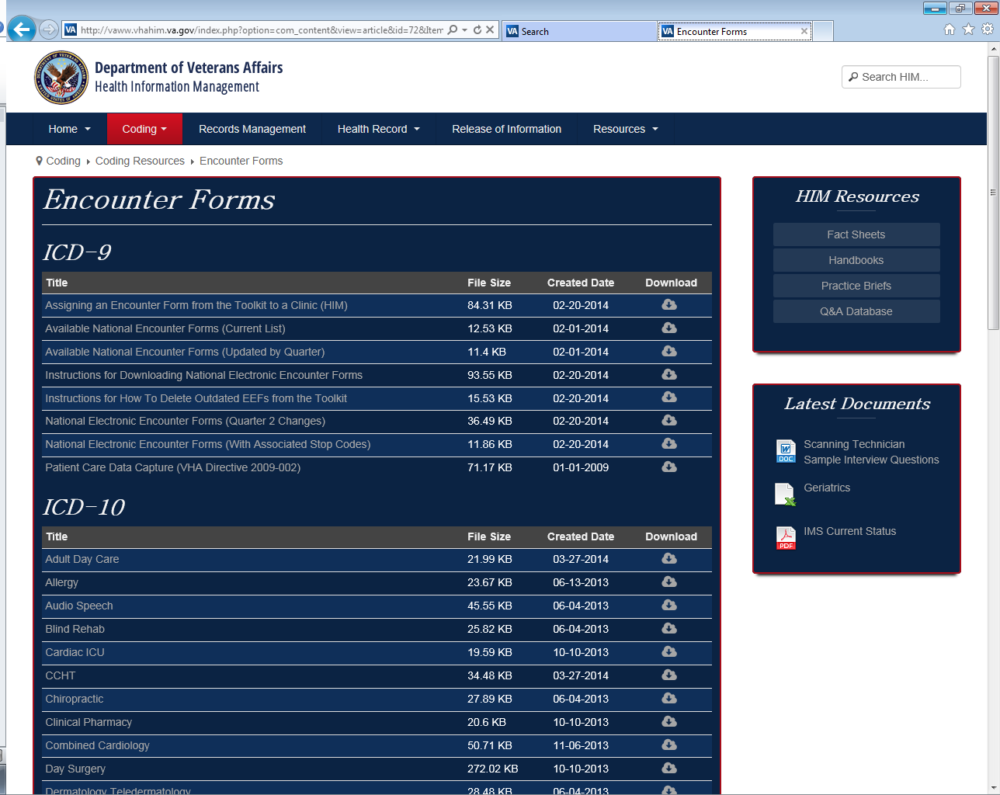 http://vaww.vhahim.va.gov/index.php?option=com_content&view=article&id=72&Item
VA Search
VA Encounter Forms
Department of Veterans Affairs
Health Information Management
Search HIM...
Home Coding Records Management Health Record Release of Information Resources
Coding Coding Resources Encounter Forms
Encounter Forms
ICD-9
Title File Size Created Date Download
Assigning an Encounter Form from the Toolkit to a Clinic (HIM) 84.31 KB 02-20-2014
Available National Encounter Forms (Current List) 12.53 KB 02-01-2014
Available National Encounter Forms (Updated by Quarter) 11.4 KB 02-01-2014
Instructions for Downloading National Electronic Encounter Forms 93.55 KB 02-20-2014
Instructions for How To Delete Outdated EEFs from the Toolkit 15.53 KB 02-20-2014
National Electronic Encounter Forms (Quarter 2 Changes) 36.49 KB 02-20-2014
National Electronic Encounter Forms (With Associated Stop Codes) 11.86 KB 02-20-2014
Patient Care Data Capture (VHA Directive 2009-002) 71.17 KB 01-01-2009
ICD-10
Title File Size Created Date Download
Adult Day Care 21.99 KB 03-27-2014
Allergy 23.67 KB 06-13-2013
Audio Speech 45.55 KB 06-04-2013
Blind Rehab 25.82 KB 06-04-2013
Cardiac ICU 19.59 KB 10-10-2013
CCHT 34.48 KB 03-27-2014
Chiropractic 27.89 KB 06-04-2013
Clinical Pharmacy 20.6 KB 10-10-2013
Combined Cardiology 50.71 KB 11-06-2013
Day Surgery 272.02 KB 10-10-2013
Dermatology Teledermatology 28.48 KB 06-04-2013
HIM Resources
Fact Sheets
Handbooks
Practice Briefs
Q&A Database
Latest Documents
DOC Scanning Technician
Sample Interview Questions
Geriatrics
PDF IMS Current Status